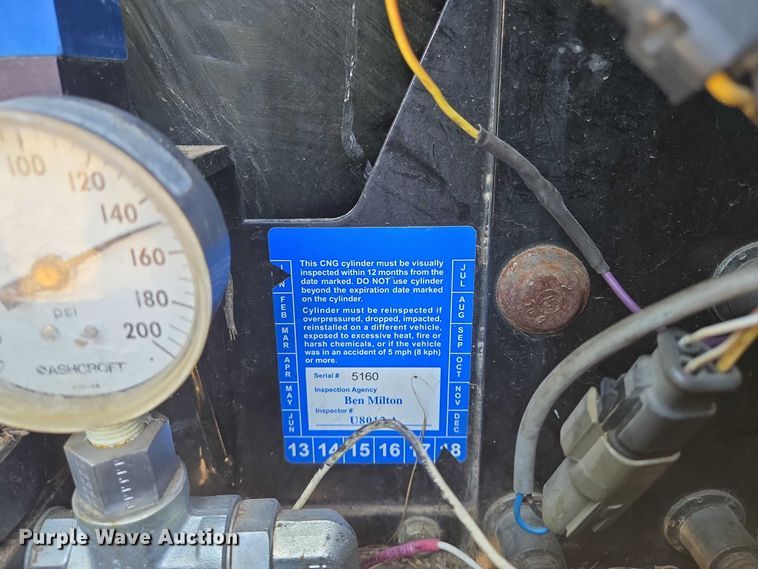 100
120
140
160
180
200
PSI
ASHCROFT
This CNG cylinder must be visually
inspected within 12 months from the
date marked. DO NOT use cylinder
beyond the expiration date marked
on the cylinder.
Cylinder must be reinspected if
overpressured, dropped, impacted,
reinstalled on a different vehicle,
exposed to excessive heat, fire or
harsh chemicals, or if the vehicle
was in an accident of 5 mph (8 kph)
or more.
FEB
MAR
APR
MAY
JUN
JUL
AUG
SEP
OCT
NOV
DEC
Serial # 5160
Inspection Agency
Ben Milton
Inspector #
13 14 15 16 17 18
Purple Wave Auction